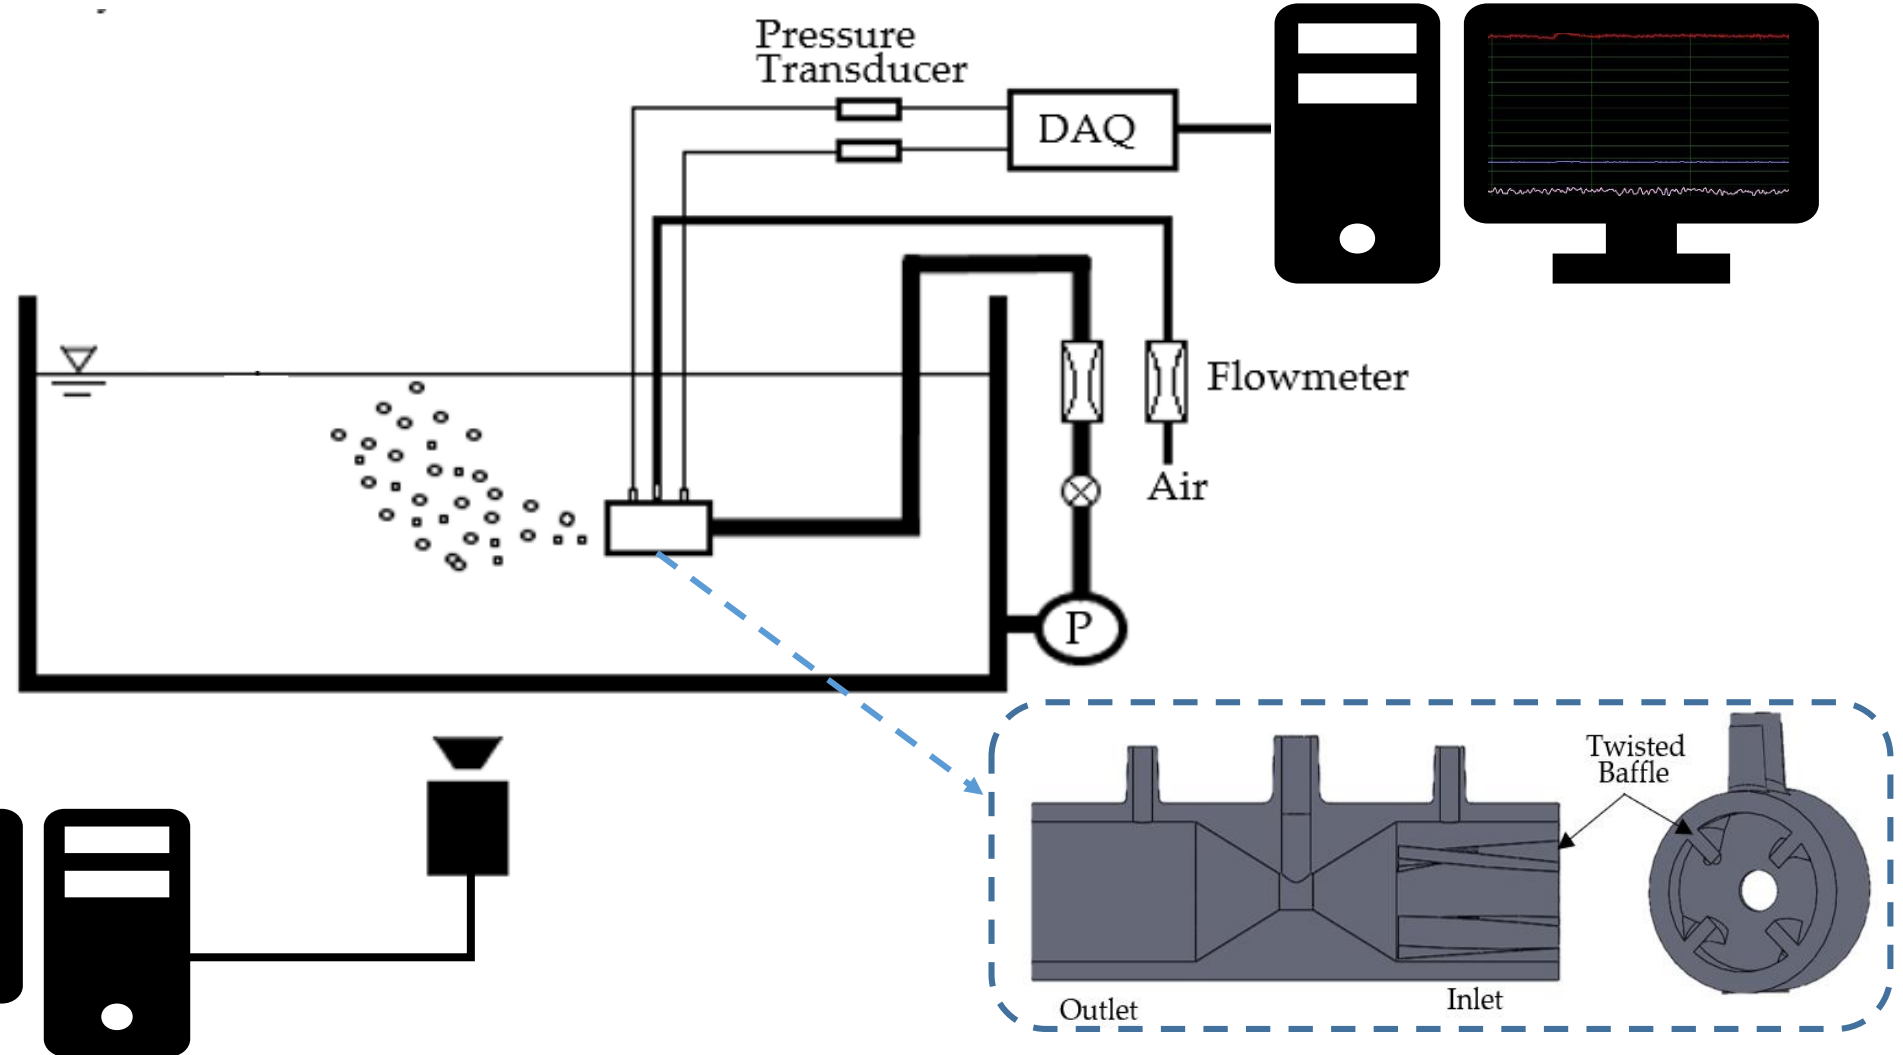 Pressure
Transducer
DAQ
Flowmeter
Air
P
Twisted
Baffle
Inlet
Outlet